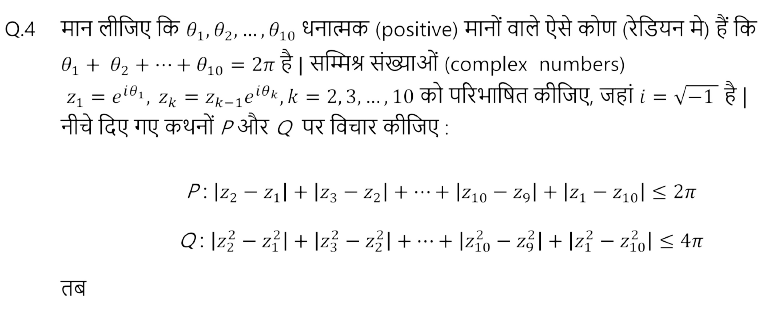 Q.4 मान लीजिए कि θ₁, θ₂, …, θ₁₀ धनात्मक (positive) मानों वाले ऐसे कोण (रेडियन मे) हैं कि
θ₁ + θ₂ + ⋯ + θ₁₀ = 2π है | सम्मिश्र संख्याओं (complex numbers)
z₁ = e^{iθ₁}, z_k = z_{k−1}e^{iθ_k}, k = 2, 3, …, 10 को परिभाषित कीजिए, जहां i = √−1 है |
नीचे दिए गए कथनों P और Q पर विचार कीजिए :
P: |z₂ − z₁| + |z₃ − z₂| + ⋯ + |z₁₀ − z₉| + |z₁ − z₁₀| ≤ 2π
Q: |z₂² − z₁²| + |z₃² − z₂²| + ⋯ + |z₁₀² − z₉²| + |z₁² − z₁₀²| ≤ 4π
तब